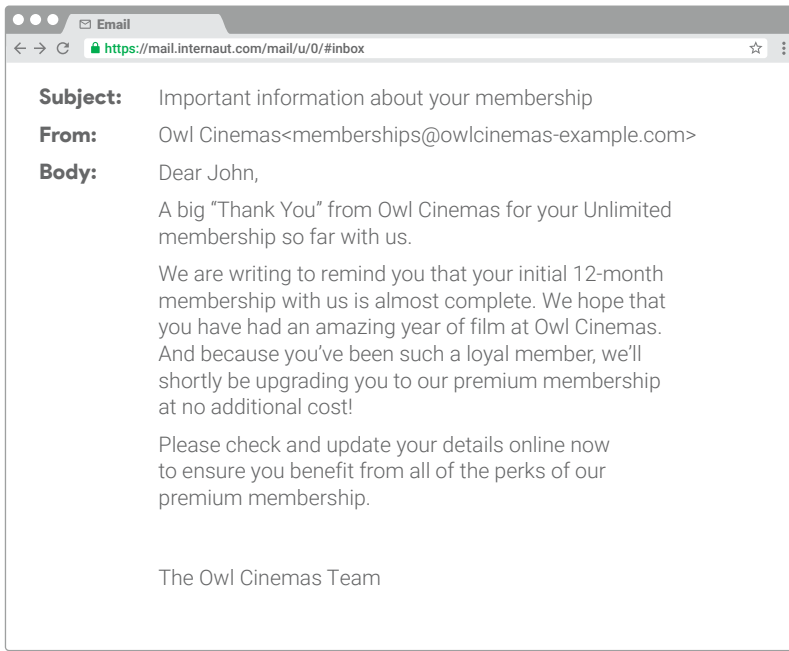 Email
https://mail.internaut.com/mail/u/0/#inbox
Subject: Important information about your membership
From: Owl Cinemas<memberships@owlcinemas-example.com>
Body: Dear John,
A big “Thank You” from Owl Cinemas for your Unlimited
membership so far with us.
We are writing to remind you that your initial 12-month
membership with us is almost complete. We hope that
you have had an amazing year of film at Owl Cinemas.
And because you’ve been such a loyal member, we’ll
shortly be upgrading you to our premium membership
at no additional cost!
Please check and update your details online now
to ensure you benefit from all of the perks of our
premium membership.
The Owl Cinemas Team